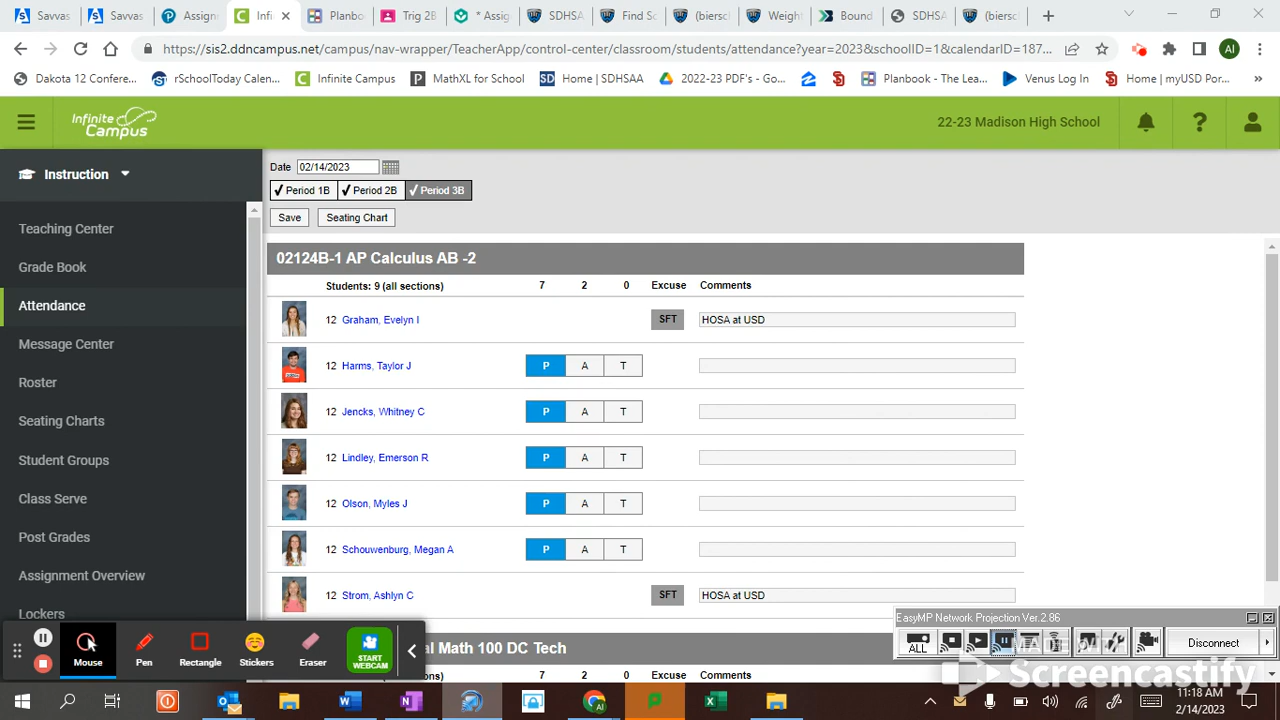 Savvas
Savvas
Assignm
Infi
Planbo
Trig 2B
* Assig
SDHSA
Find Sc
(biersc
Weight
Bound
SDHSA
(biersc
https://sis2.ddncampus.net/campus/nav-wrapper/TeacherApp/control-center/classroom/students/attendance?year=2023&schoolID=1&calendarID=187...
AI
Dakota 12 Confere...
rSchoolToday Calen...
Infinite Campus
MathXL for School
Home | SDHSAA
2022-23 PDF's - Go...
Planbook - The Lea...
Venus Log In
Home | myUSD Por...
Infinite Campus
22-23 Madison High School
Instruction
Teaching Center
Grade Book
Attendance
Message Center
Roster
Seating Charts
Student Groups
Class Serve
Post Grades
Assignment Overview
Lockers
Date 02/14/2023
Period 1B Period 2B Period 3B
Save Seating Chart
02124B-1 AP Calculus AB -2
Students: 9 (all sections) 7 2 0 Excuse Comments
12 Graham, Evelyn I SFT HOSA at USD
12 Harms, Taylor J P A T
12 Jencks, Whitney C P A T
12 Lindley, Emerson R P A T
12 Olson, Myles J P A T
12 Schouwenburg, Megan A P A T
12 Strom, Ashlyn C SFT HOSA at USD
al Math 100 DC Tech
sections) 7 2 0 Excuse Comments
Mouse Pen Rectangle Stickers Eraser START WEBCAM
EasyMP Network Projection Ver.2.86
ALL Disconnect
MADE WITH
Screencastify
11:18 AM
2/14/2023